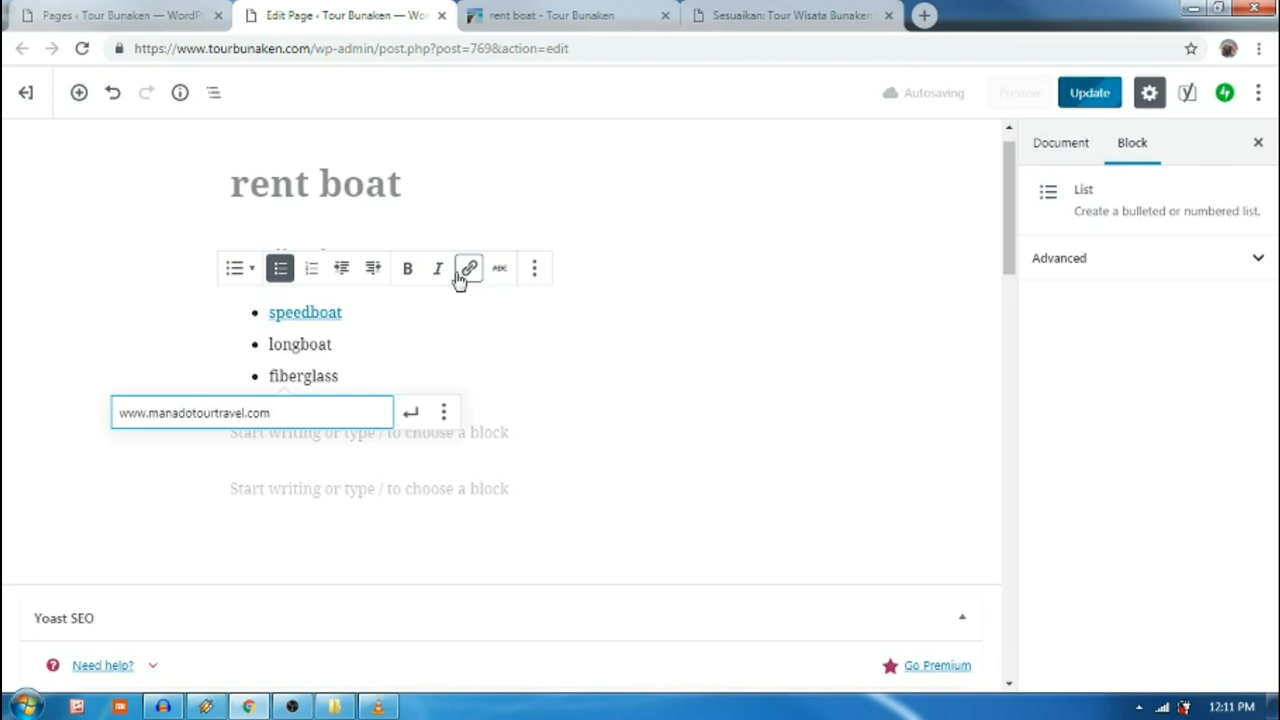 Pages ‹ Tour Bunaken — WordP
Edit Page ‹ Tour Bunaken — Wo
rent boat - Tour Bunaken
Sesuaikan: Tour Wisata Bunaken
https://www.tourbunaken.com/wp-admin/post.php?post=769&action=edit
Autosaving
Preview
Update
rent boat
Document
Block
List
Create a bulleted or numbered list.
Advanced
B
I
ABC
speedboat
longboat
fiberglass
www.manadotourtravel.com
Start writing or type / to choose a block
Start writing or type / to choose a block
Yoast SEO
Need help?
Go Premium
12:11 PM